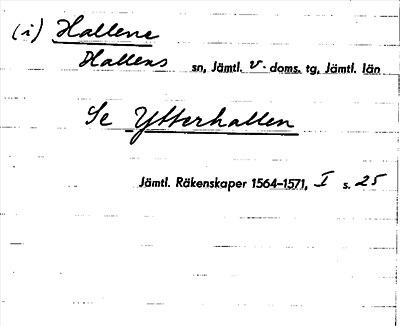 (i) Hallene
Hallens sn, Jämtl. v. doms. tg, Jämtl. län
Se Ytterhallen
Jämtl. Räkenskaper 1564-1571, I s. 25